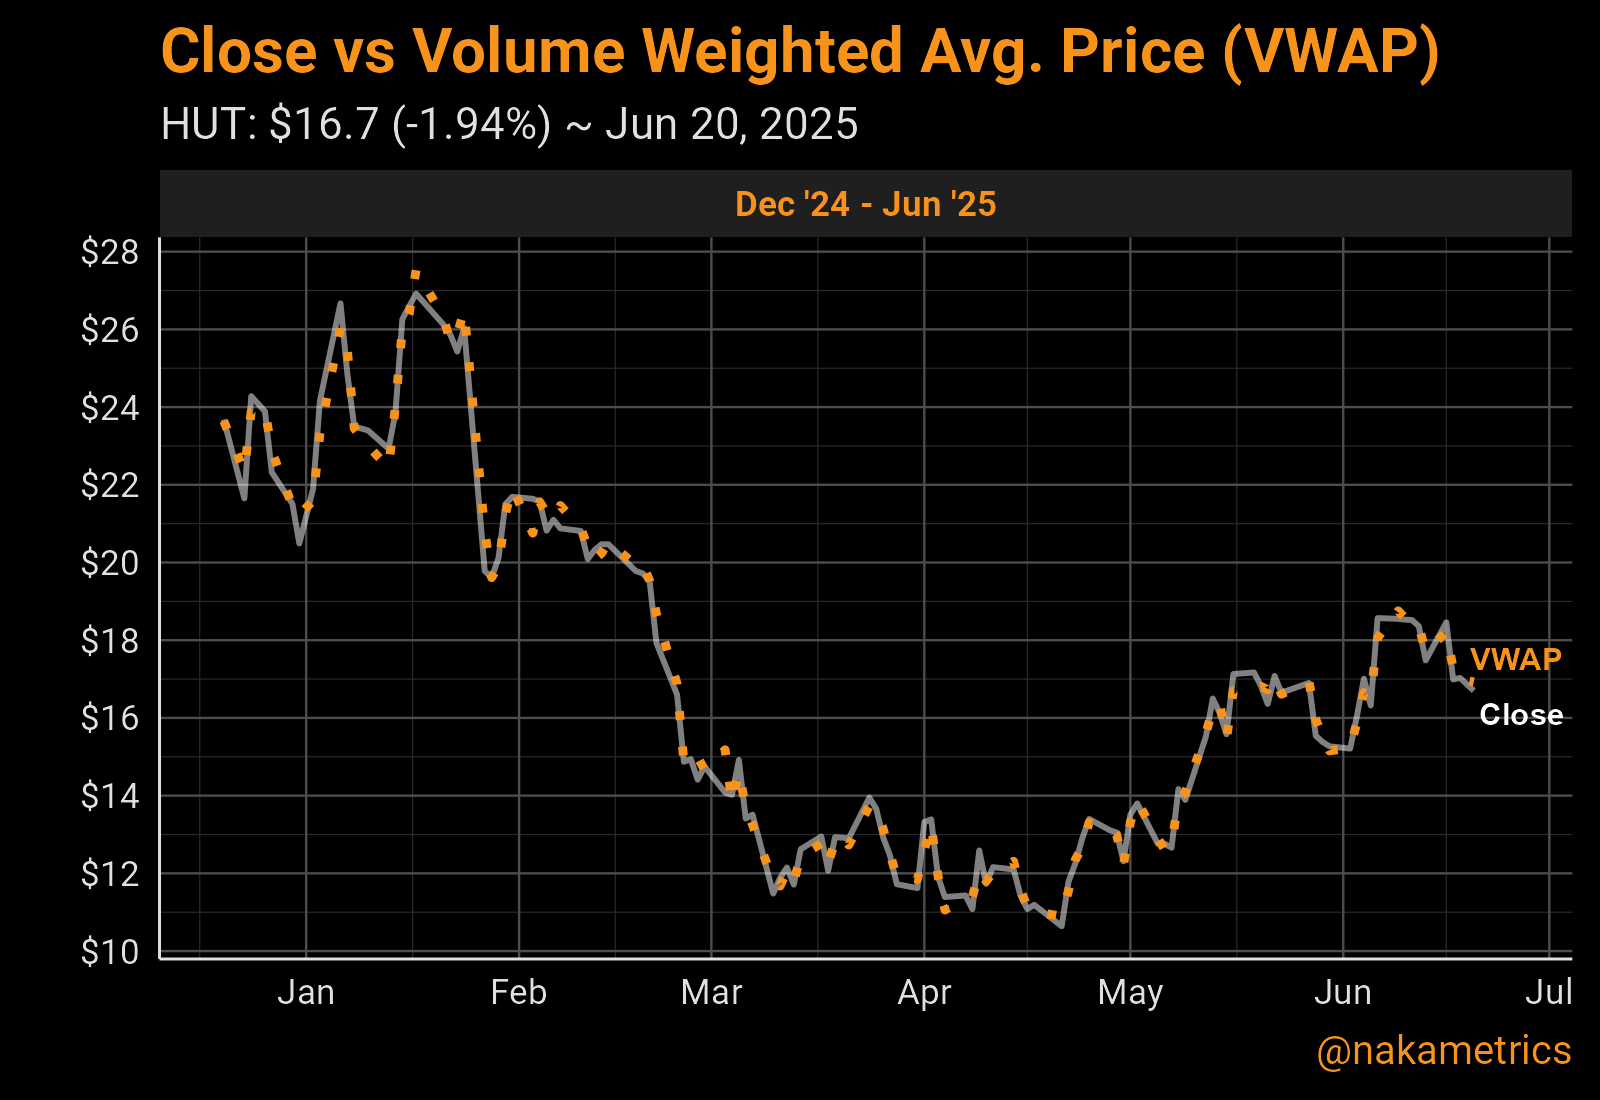 Close vs Volume Weighted Avg. Price (VWAP)
HUT: $16.7 (-1.94%) ~ Jun 20, 2025
Dec '24 - Jun '25
$28
$26
$24
$22
$20
$18
$16
$14
$12
$10
VWAP
Close
Jan Feb Mar Apr May Jun Jul
@nakametrics